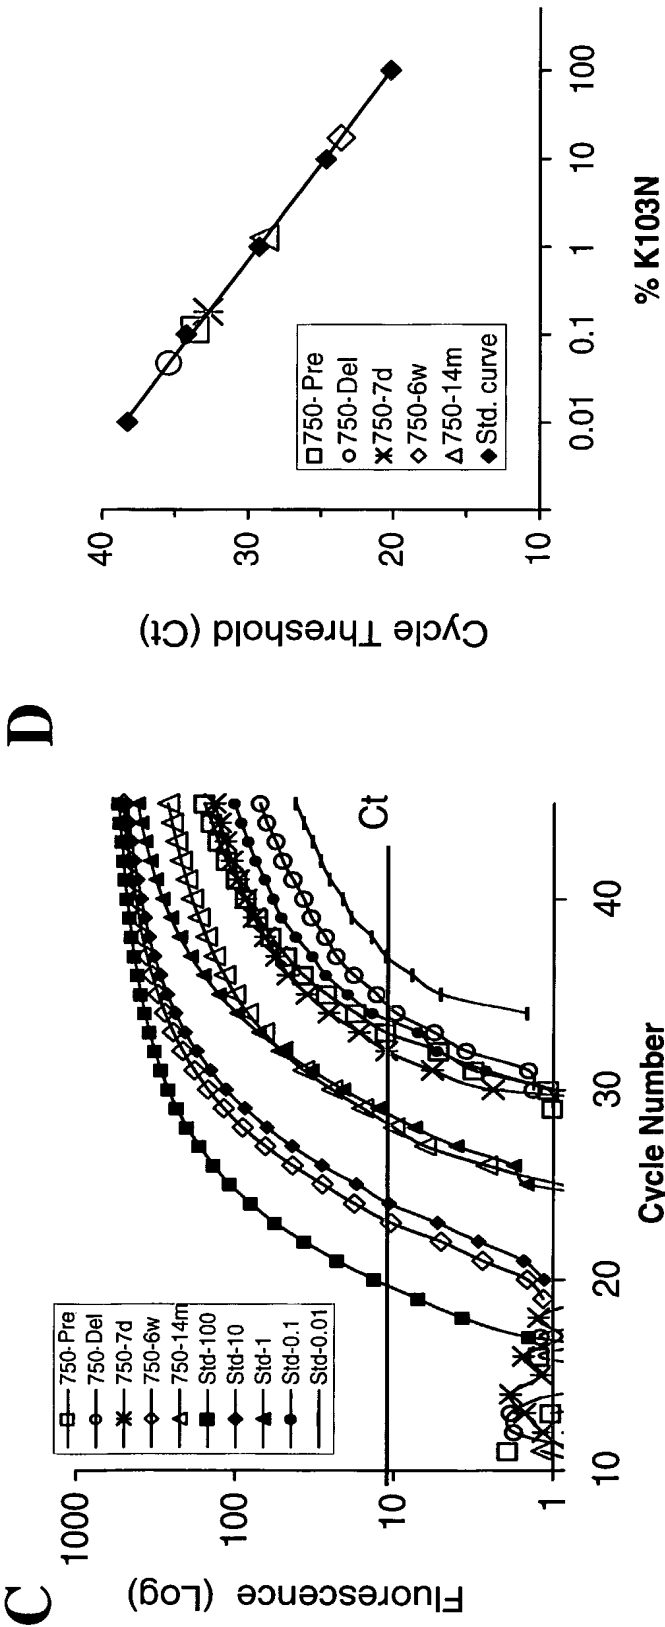 C
Fluorescence (Log)
1000
100
10
1
750-Pre
750-Del
750-7d
750-6w
750-14m
Std-100
Std-10
Std-1
Std-0.1
Std-0.01
Ct
10
20
30
40
Cycle Number
D
Cycle Threshold (Ct)
40
30
20
10
750-Pre
750-Del
750-7d
750-6w
750-14m
Std. curve
0.01
0.1
1
10
100
% K103N